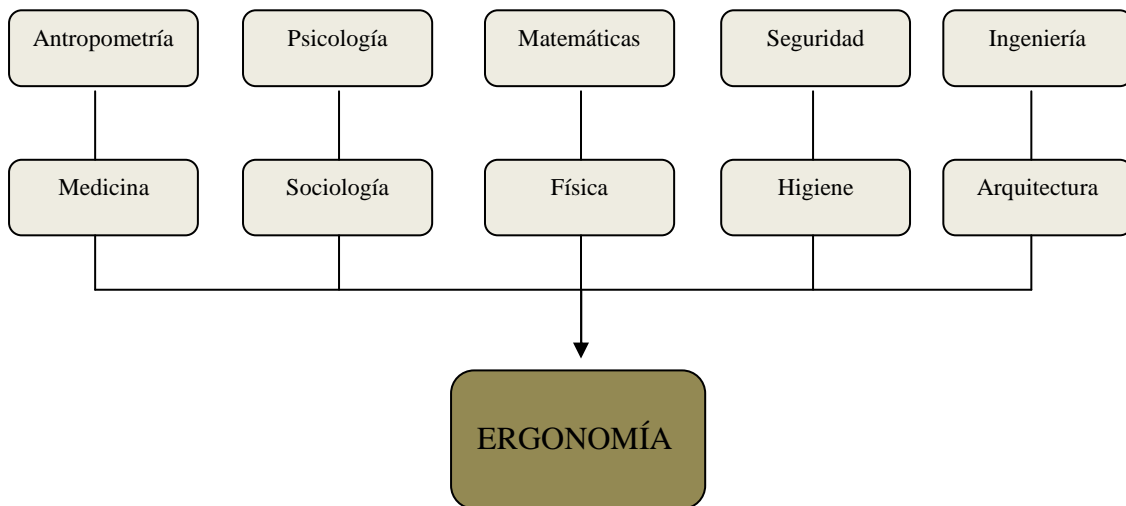 Antropometría Psicología Matemáticas Seguridad Ingeniería
Medicina Sociología Física Higiene Arquitectura
ERGONOMÍA